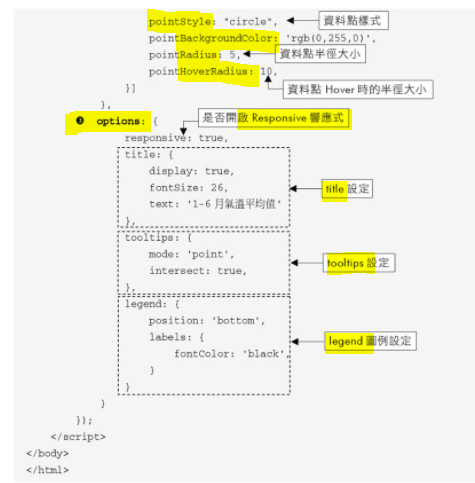 pointStyle: "circle", 資料點樣式
pointBackgroundColor: 'rgb(0,255,0)',
pointRadius: 5, 資料點半徑大小
pointHoverRadius: 10,
資料點 Hover 時的半徑大小
}]
},
❸ options: {
是否開啟 Responsive 響應式
responsive: true,
title: {
display: true,
fontSize: 26,
title 設定
text: '1-6 月氣溫平均值'
},
tooltips: {
mode: 'point',
tooltips 設定
intersect: true,
},
legend: {
position: 'bottom',
labels: {
legend 圖例設定
fontColor: 'black',
}
}
}
});
</script>
</body>
</html>